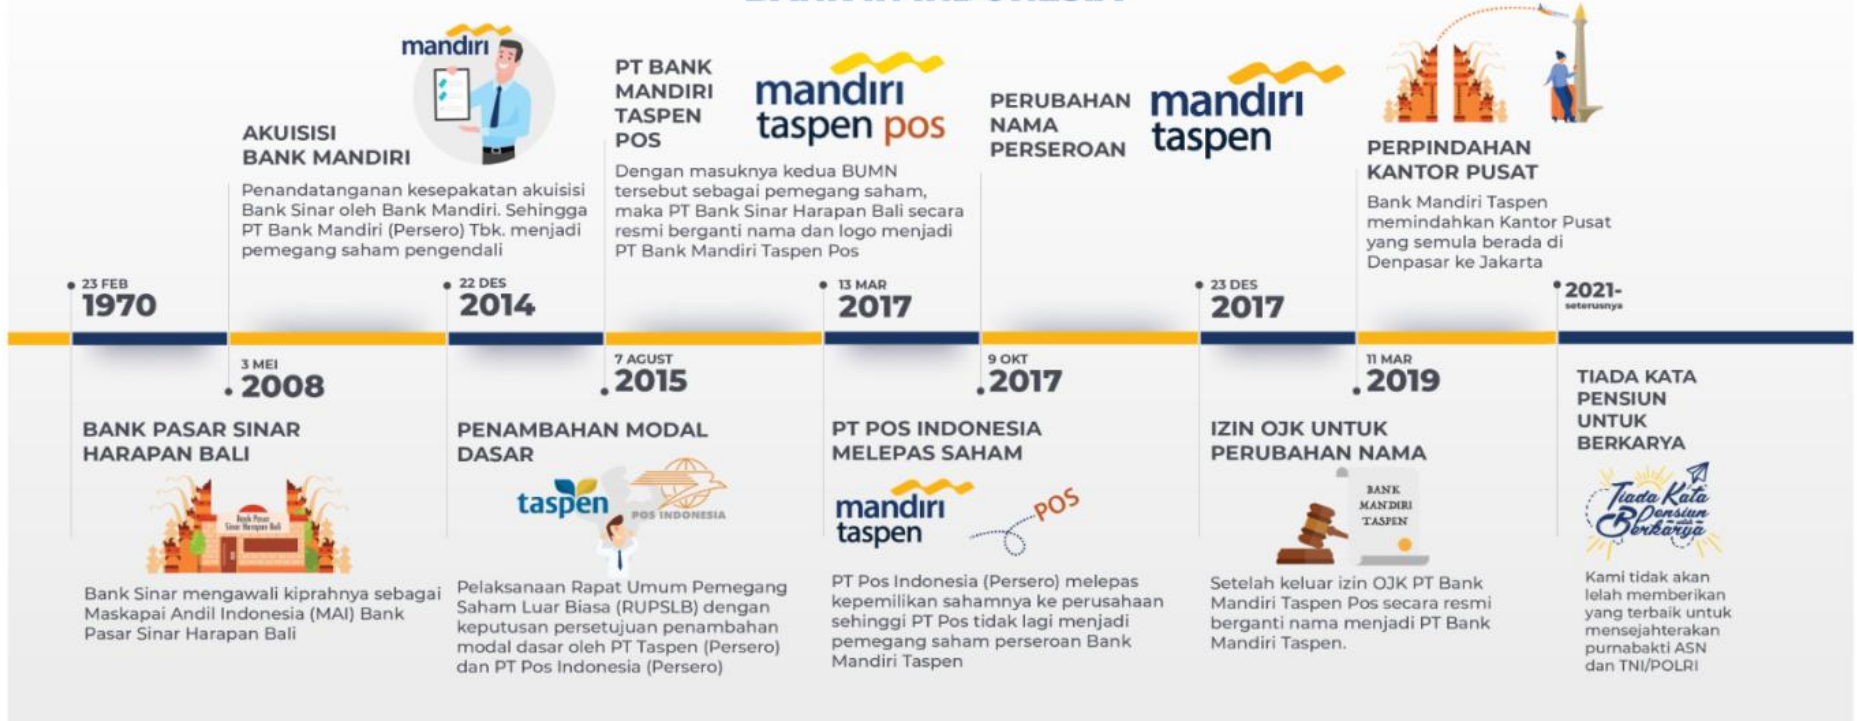 23 FEB
1970
BANK PASAR SINAR
HARAPAN BALI
Bank Pasar
Sinar Harapan Bali
Bank Sinar mengawali kiprahnya sebagai
Maskapai Andil Indonesia (MAI) Bank
Pasar Sinar Harapan Bali
mandırı
AKUISISI
BANK MANDIRI
Penandatanganan kesepakatan akuisisi
Bank Sinar oleh Bank Mandiri. Sehingga
PT Bank Mandiri (Persero) Tbk. menjadi
pemegang saham pengendali
3 MEI
2008
22 DES
2014
PENAMBAHAN MODAL
DASAR
taspen
POS INDONESIA
Pelaksanaan Rapat Umum Pemegang
Saham Luar Biasa (RUPSLB) dengan
keputusan persetujuan penambahan
modal dasar oleh PT Taspen (Persero)
dan PT Pos Indonesia (Persero)
PT BANK
MANDIRI
TASPEN
POS
mandırı
taspen pos
Dengan masuknya kedua BUMN
tersebut sebagai pemegang saham,
maka PT Bank Sinar Harapan Bali secara
resmi berganti nama dan logo menjadi
PT Bank Mandiri Taspen Pos
7 AGUST
2015
13 MAR
2017
PT POS INDONESIA
MELEPAS SAHAM
mandırı
taspen
POS
PT Pos Indonesia (Persero) melepas
kepemilikan sahamnya ke perusahaan
sehinggi PT Pos tidak lagi menjadi
pemegang saham perseroan Bank
Mandiri Taspen
PERUBAHAN
NAMA
PERSEROAN
mandırı
taspen
9 OKT
2017
23 DES
2017
IZIN OJK UNTUK
PERUBAHAN NAMA
BANK
MANDIRI
TASPEN
Setelah keluar izin OJK PT Bank
Mandiri Taspen Pos secara resmi
berganti nama menjadi PT Bank
Mandiri Taspen.
PERPINDAHAN
KANTOR PUSAT
Bank Mandiri Taspen
memindahkan Kantor Pusat
yang semula berada di
Denpasar ke Jakarta
11 MAR
2019
2021-
seterusnya
TIADA KATA
PENSIUN
UNTUK
BERKARYA
Tiada Kata
Pensiun
untuk
Berkarya
Kami tidak akan
lelah memberikan
yang terbaik untuk
mensejahterakan
purnabakti ASN
dan TNI/POLRI